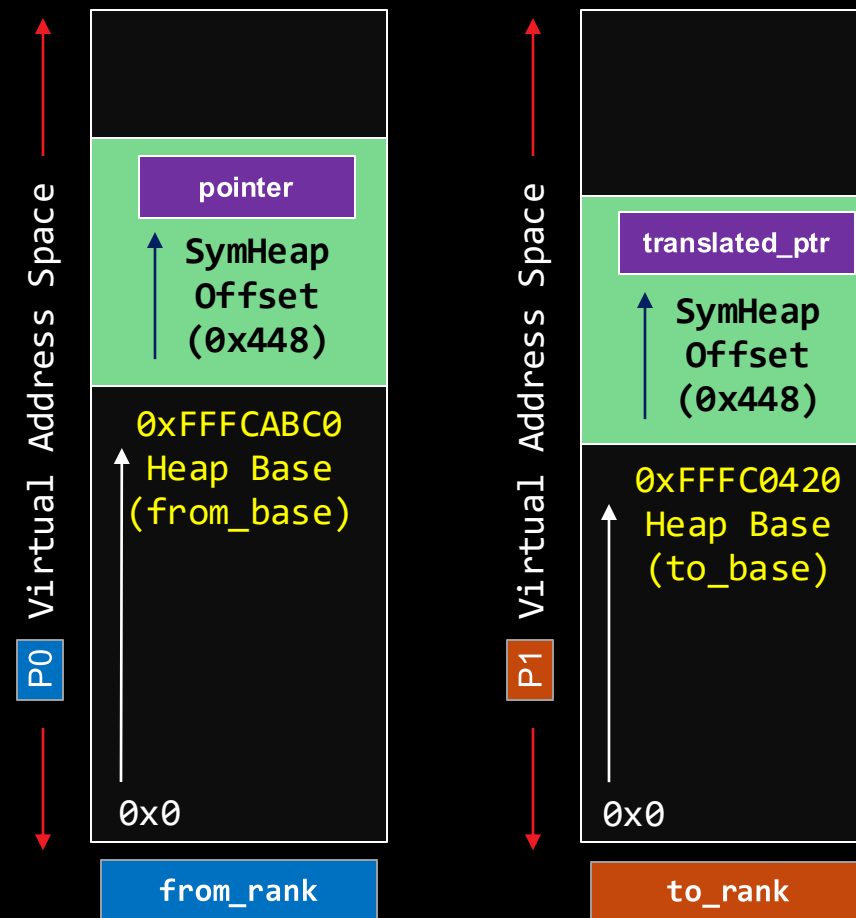 P0 Virtual Address Space
pointer
SymHeap
Offset
(0x448)
0xFFFCABC0
Heap Base
(from_base)
0x0
from_rank
P1 Virtual Address Space
translated_ptr
SymHeap
Offset
(0x448)
0xFFFC0420
Heap Base
(to_base)
0x0
to_rank